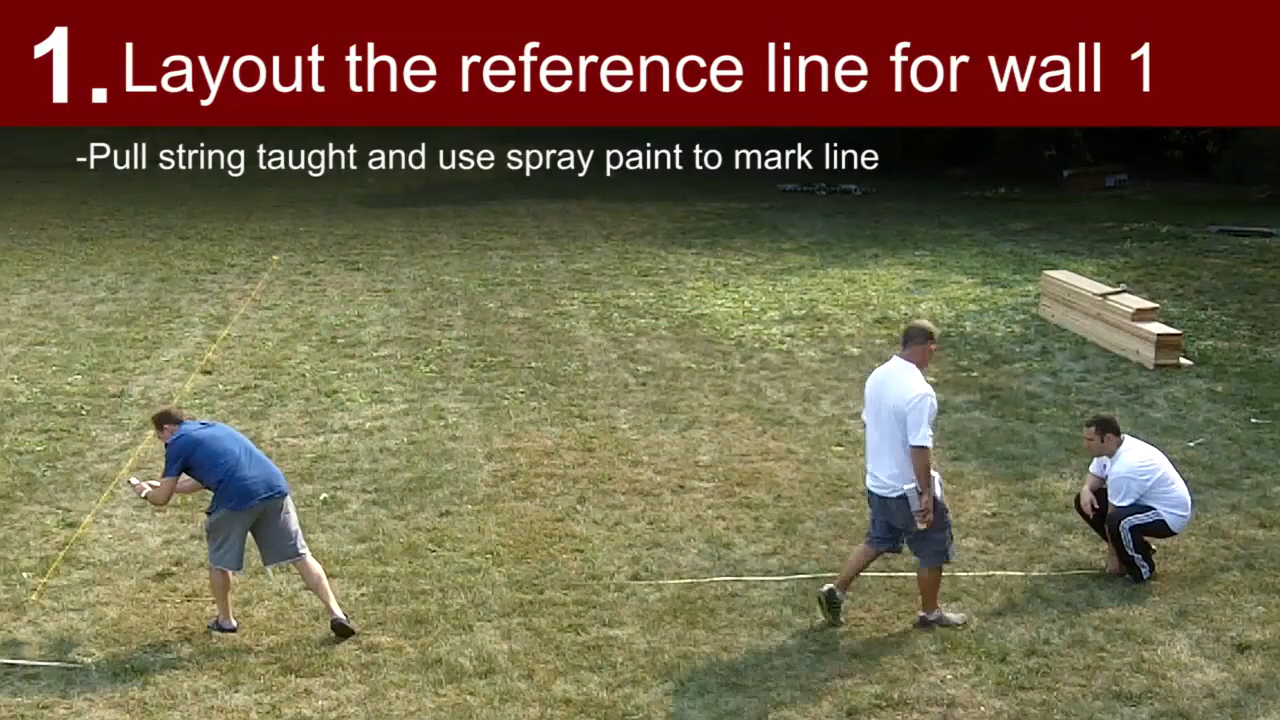 1. Layout the reference line for wall 1
-Pull string taught and use spray paint to mark line